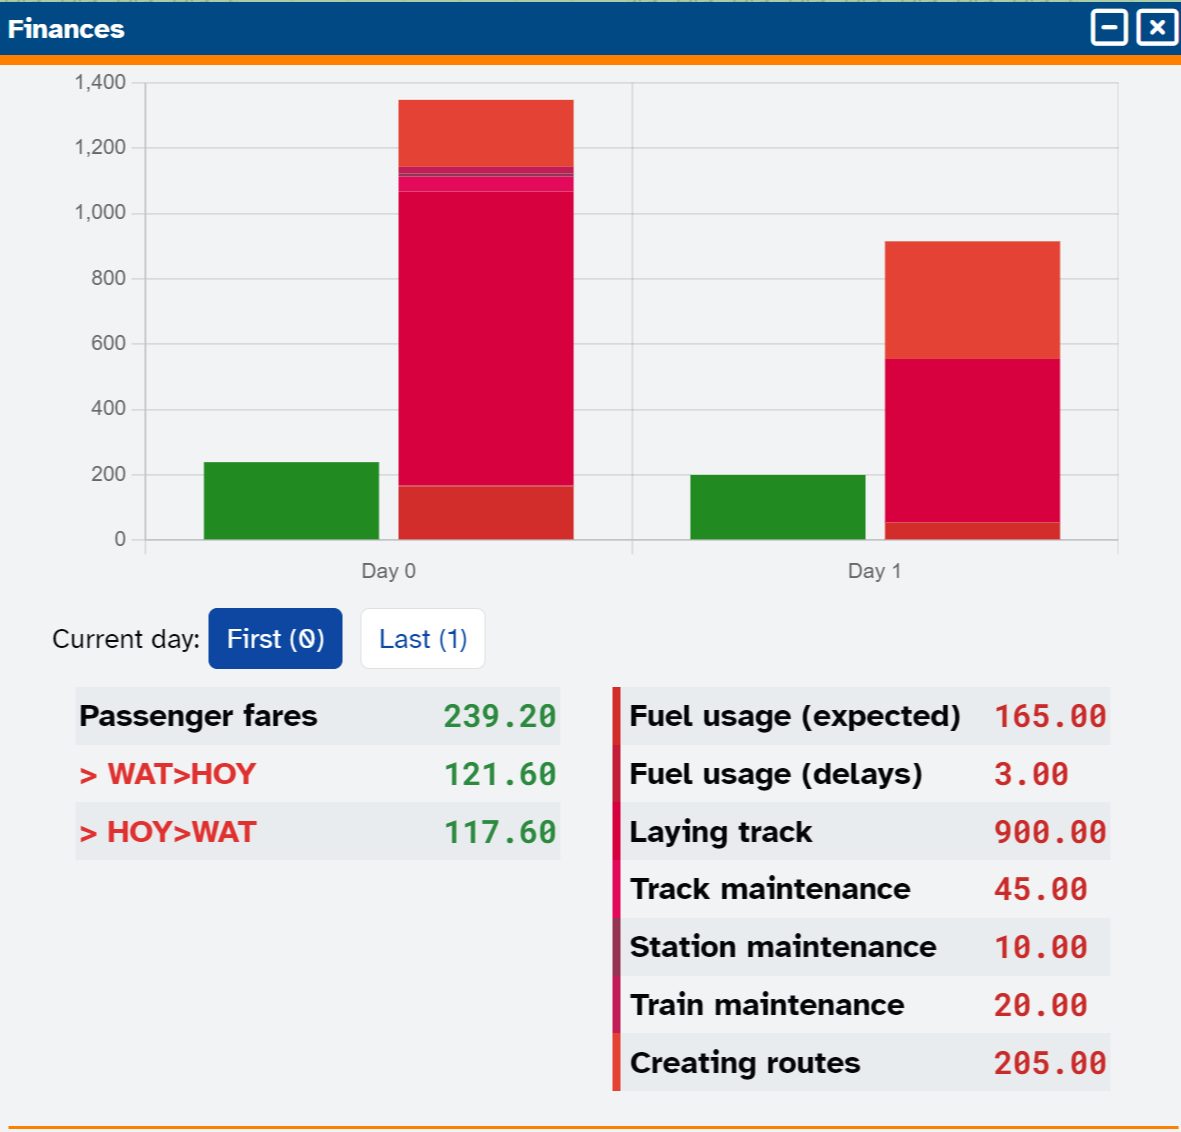 Finances
1,400
1,200
1,000
800
600
400
200
0
Day 0
Day 1
Current day: First (0) Last (1)
Passenger fares 239.20
> WAT>HOY 121.60
> HOY>WAT 117.60
Fuel usage (expected) 165.00
Fuel usage (delays) 3.00
Laying track 900.00
Track maintenance 45.00
Station maintenance 10.00
Train maintenance 20.00
Creating routes 205.00